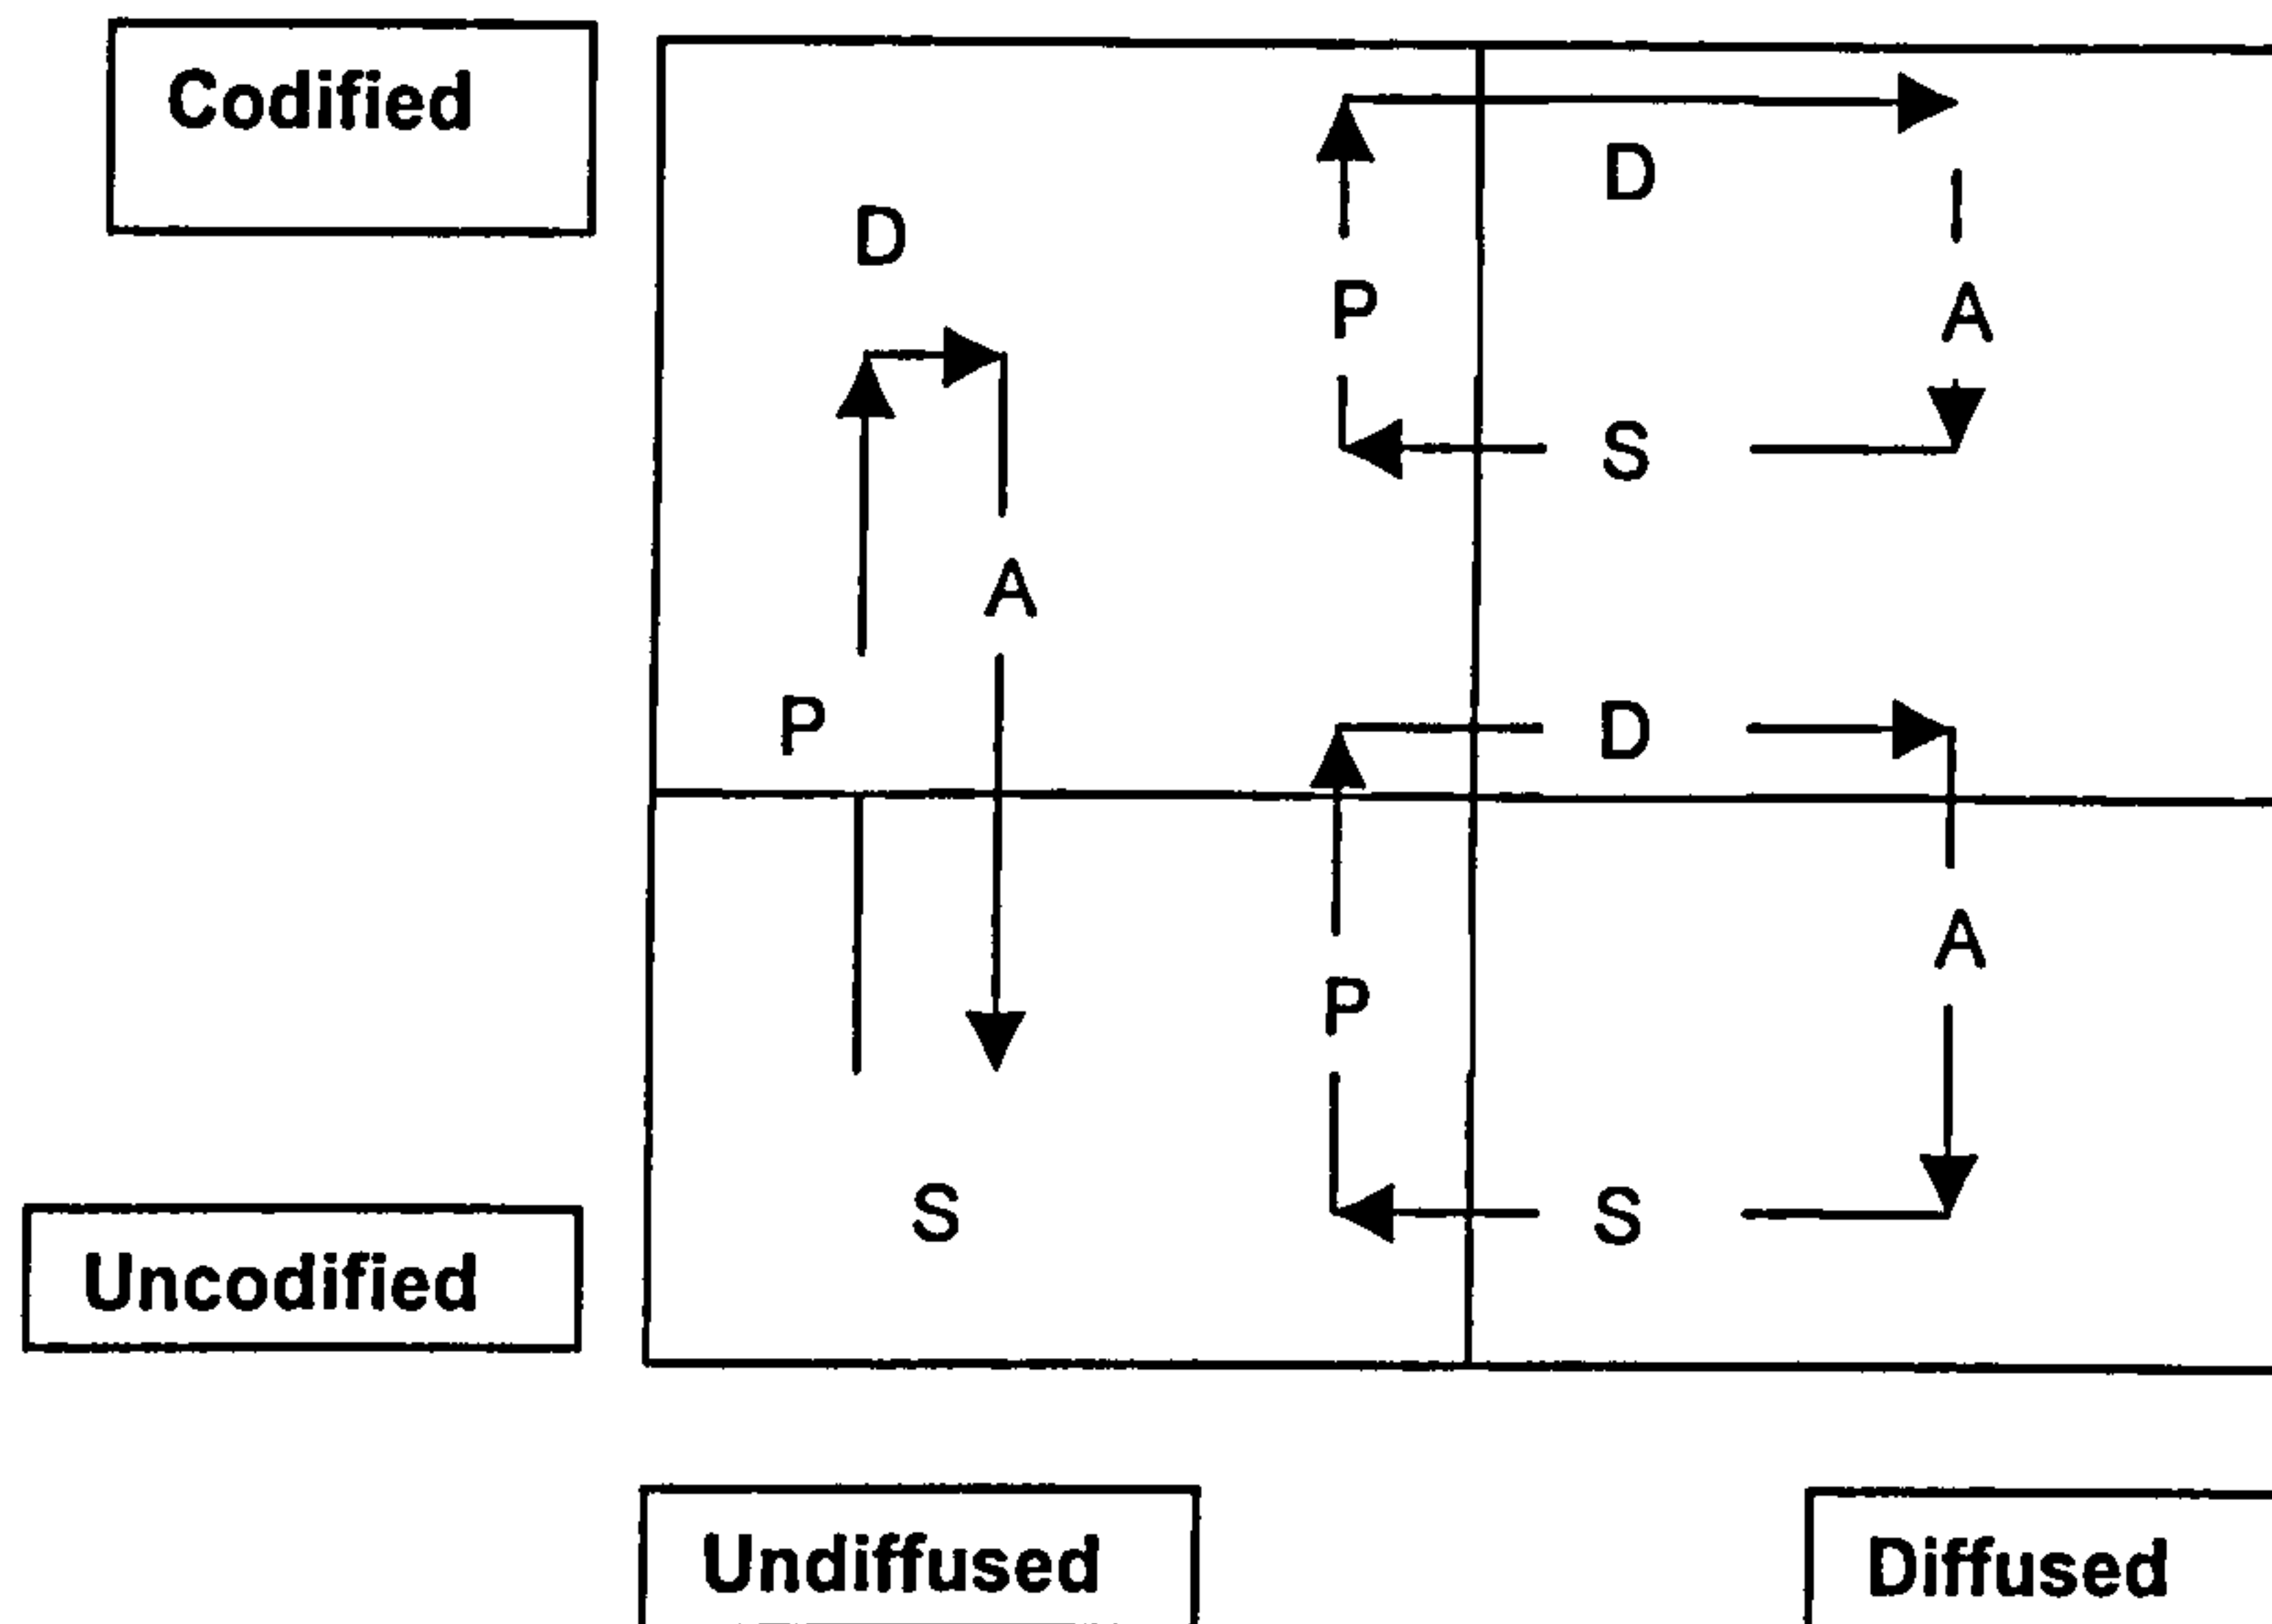 Codified
D
D
P
A
A
S
P
D
A
P
S
S
Uncodified
Undiffused
Diffused